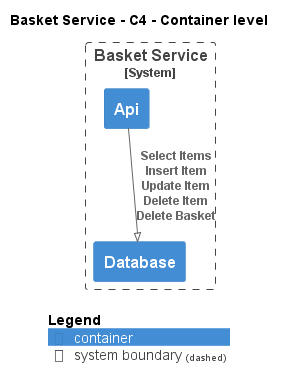 Basket Service - C4 - Container level
Basket Service
[System]
Api
Select Items
Insert Item
Update Item
Delete Item
Delete Basket
Database
Legend
container
system boundary (dashed)